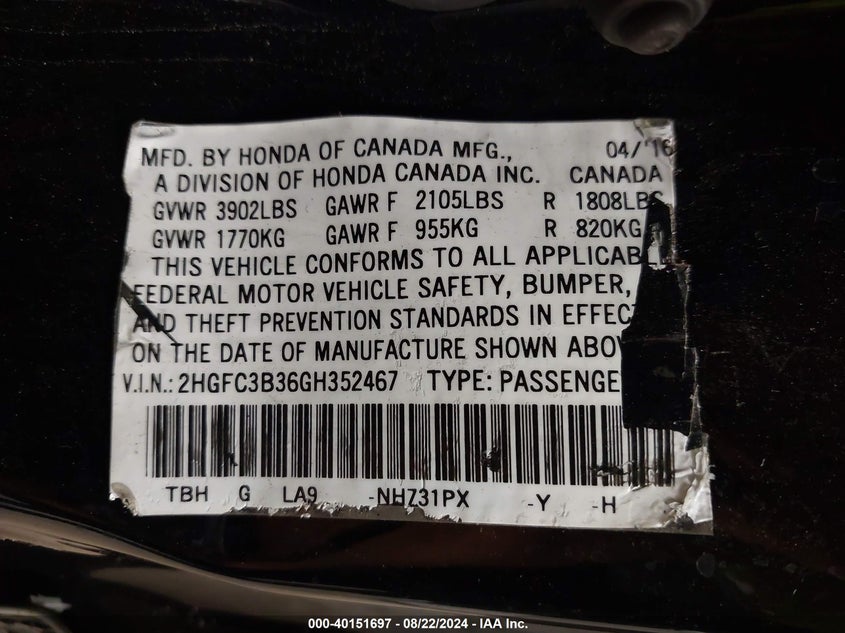 MFD. BY HONDA OF CANADA MFG., 04/'16
A DIVISION OF HONDA CANADA INC. CANADA
GVWR 3902LBS GAWR F 2105LBS R 1808LBS
GVWR 1770KG GAWR F 955KG R 820KG
THIS VEHICLE CONFORMS TO ALL APPLICABL
FEDERAL MOTOR VEHICLE SAFETY, BUMPER,
AND THEFT PREVENTION STANDARDS IN EFFEC
ON THE DATE OF MANUFACTURE SHOWN ABOV
V.I.N.: 2HGFC3B36GH352467 TYPE: PASSENGE
TBH G LA9 -NH731PX -Y -H
000-40151697 - 08/22/2024 - IAA Inc.